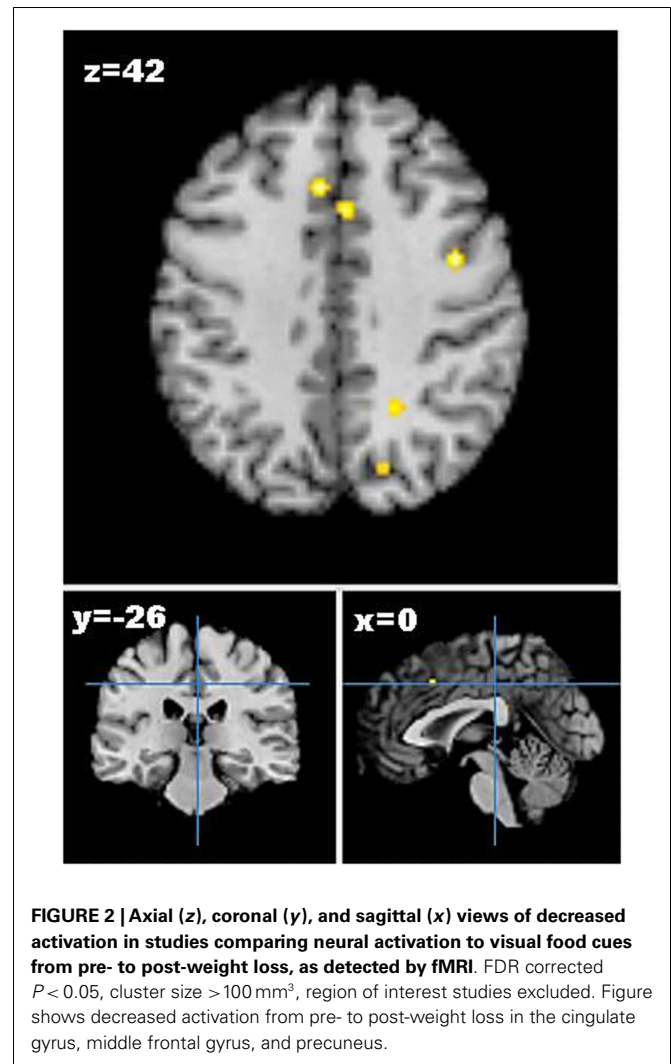 z=42
y=-26
x=0
FIGURE 2 | Axial (z), coronal (y), and sagittal (x) views of decreased
activation in studies comparing neural activation to visual food cues
from pre- to post-weight loss, as detected by fMRI. FDR corrected
P < 0.05, cluster size >100 mm³, region of interest studies excluded. Figure
shows decreased activation from pre- to post-weight loss in the cingulate
gyrus, middle frontal gyrus, and precuneus.